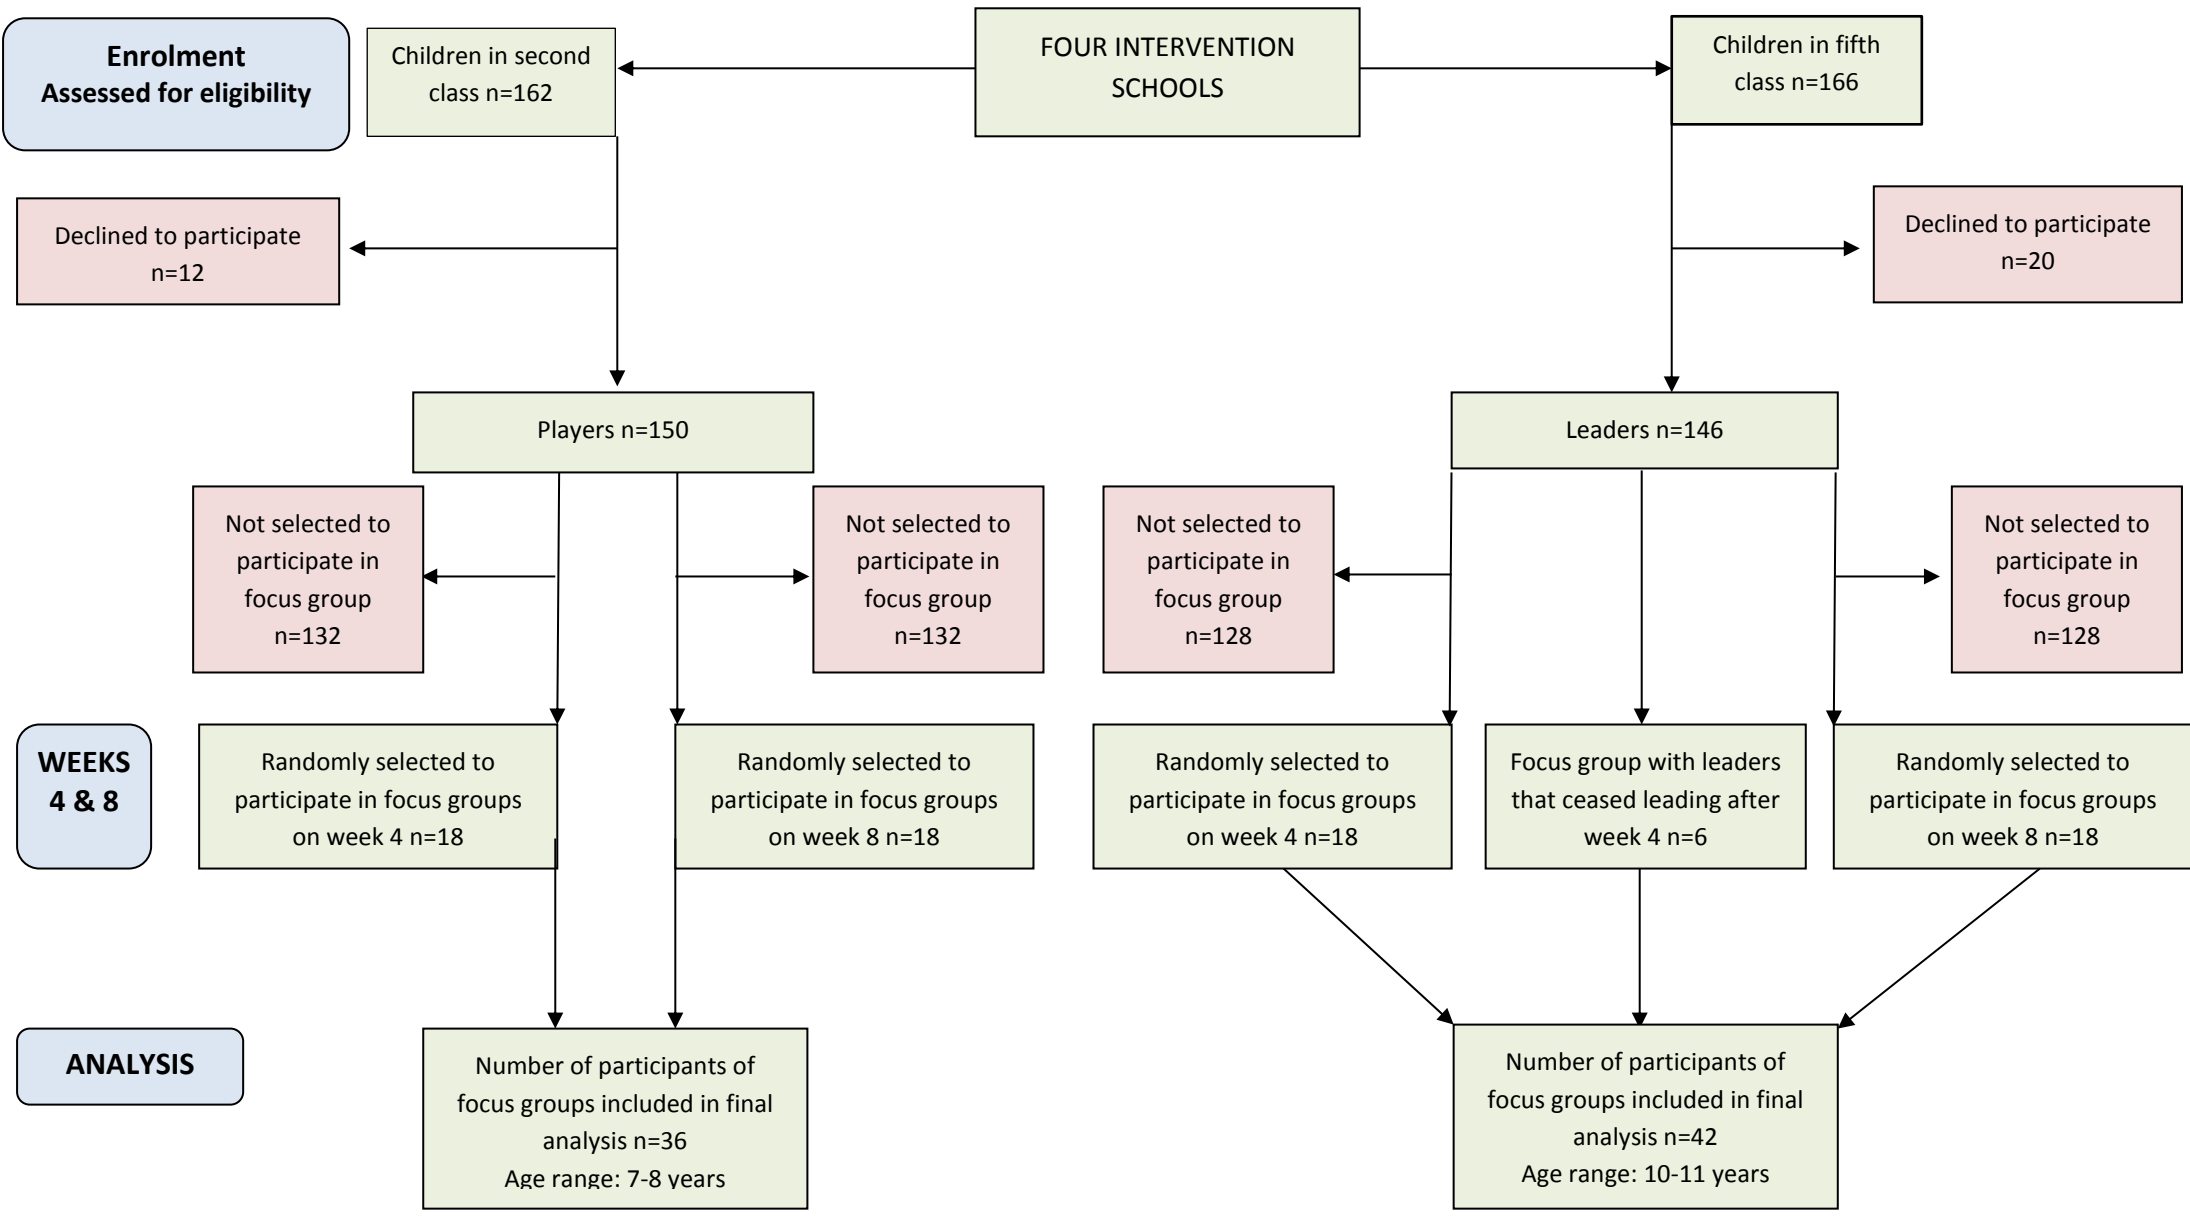 Enrolment
Assessed for eligibility
Children in second
class n=162
FOUR INTERVENTION
SCHOOLS
Children in fifth
class n=166
Declined to participate
n=12
Declined to participate
n=20
Players n=150
Leaders n=146
Not selected to
participate in
focus group
n=132
Not selected to
participate in
focus group
n=132
Not selected to
participate in
focus group
n=128
Not selected to
participate in
focus group
n=128
WEEKS
4 & 8
Randomly selected to
participate in focus groups
on week 4 n=18
Randomly selected to
participate in focus groups
on week 8 n=18
Randomly selected to
participate in focus groups
on week 4 n=18
Focus group with leaders
that ceased leading after
week 4 n=6
Randomly selected to
participate in focus groups
on week 8 n=18
ANALYSIS
Number of participants of
focus groups included in final
analysis n=36
Age range: 7-8 years
Number of participants of
focus groups included in final
analysis n=42
Age range: 10-11 years